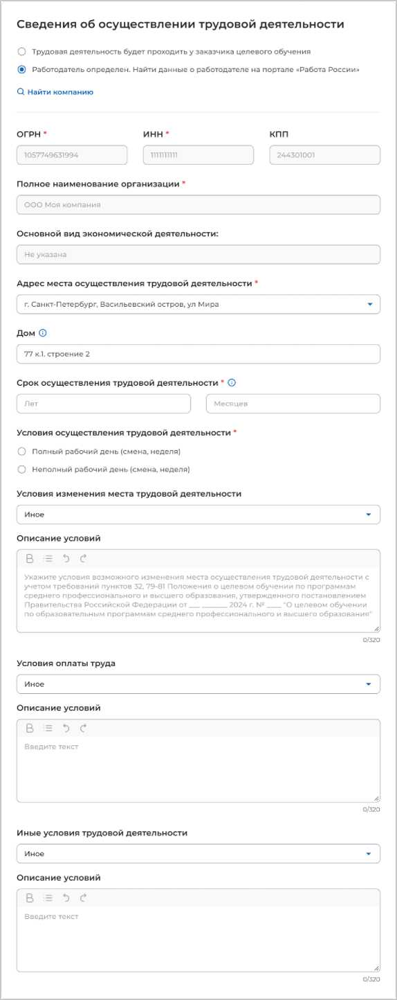 Сведения об осуществлении трудовой деятельности
Трудовая деятельность будет проходить у заказчика целевого обучения
Работодатель определен. Найти данные о работодателе на портале «Работа России»
Найти компанию
ОГРН * ИНН * КПП
1057749631994 1111111111 244301001
Полное наименование организации *
ООО Моя компания
Основной вид экономической деятельности:
Не указана
Адрес места осуществления трудовой деятельности *
г. Санкт-Петербург, Васильевский остров, ул Мира
Дом
77 к.1. строение 2
Срок осуществления трудовой деятельности *
Лет Месяцев
Условия осуществления трудовой деятельности *
Полный рабочий день (смена, неделя)
Неполный рабочий день (смена, неделя)
Условия изменения места трудовой деятельности
Иное
Описание условий
B
Укажите условия возможного изменения места осуществления трудовой деятельности с
учетом требований пунктов 32, 79-81 Положения о целевом обучении по программам
среднего профессионального и высшего образования, утвержденного постановлением
Правительства Российской Федерации от ___ _______ 2024 г. № ____ "О целевом обучении
по образовательным программам среднего профессионального и высшего образования"
0/320
Условия оплаты труда
Иное
Описание условий
B
Введите текст
0/320
Иные условия трудовой деятельности
Иное
Описание условий
B
Введите текст
0/320